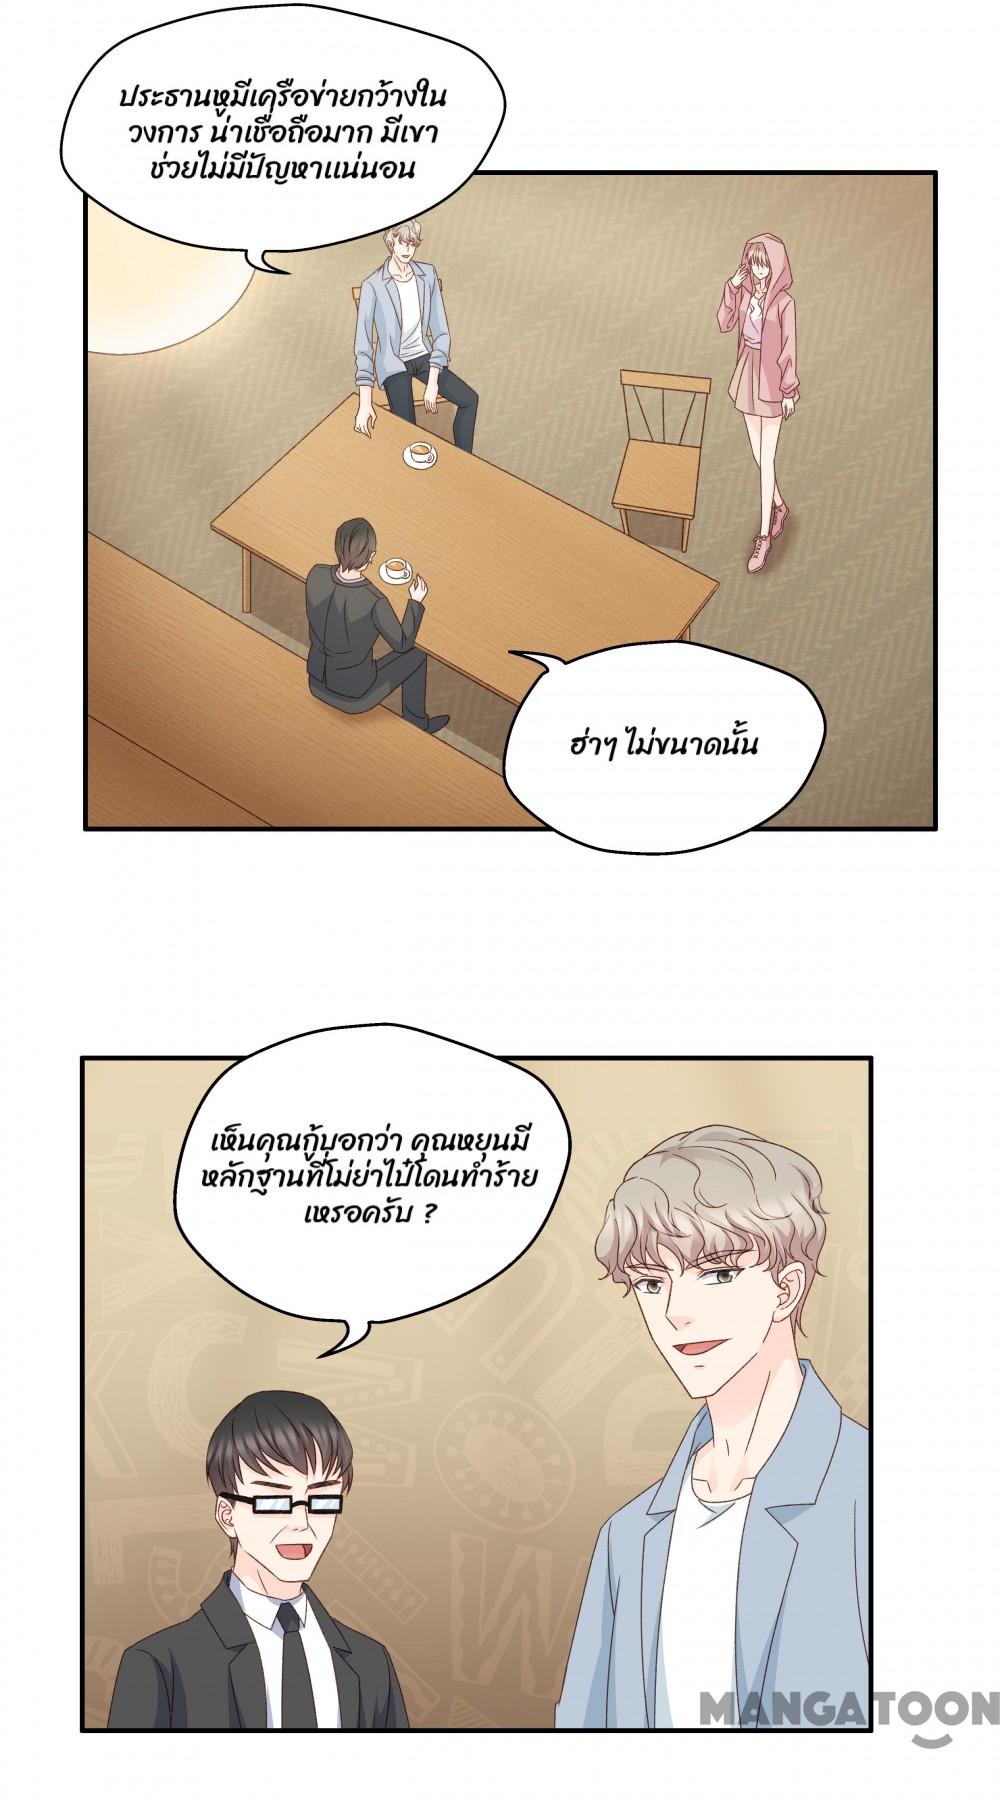 ประธานหูมีเครือข่ายกว้างใน
วงการ น่าเชื่อถือมาก มีเขา
ช่วยไม่มีปัญหาแน่นอน
ฮ่าๆ ไม่ขนาดนั้น
เห็นคุณกู้บอกว่า คุณหยุนมี
หลักฐานที่โม่ย่าไป๋โดนทำร้าย
เหรอครับ ?
MANGATOON